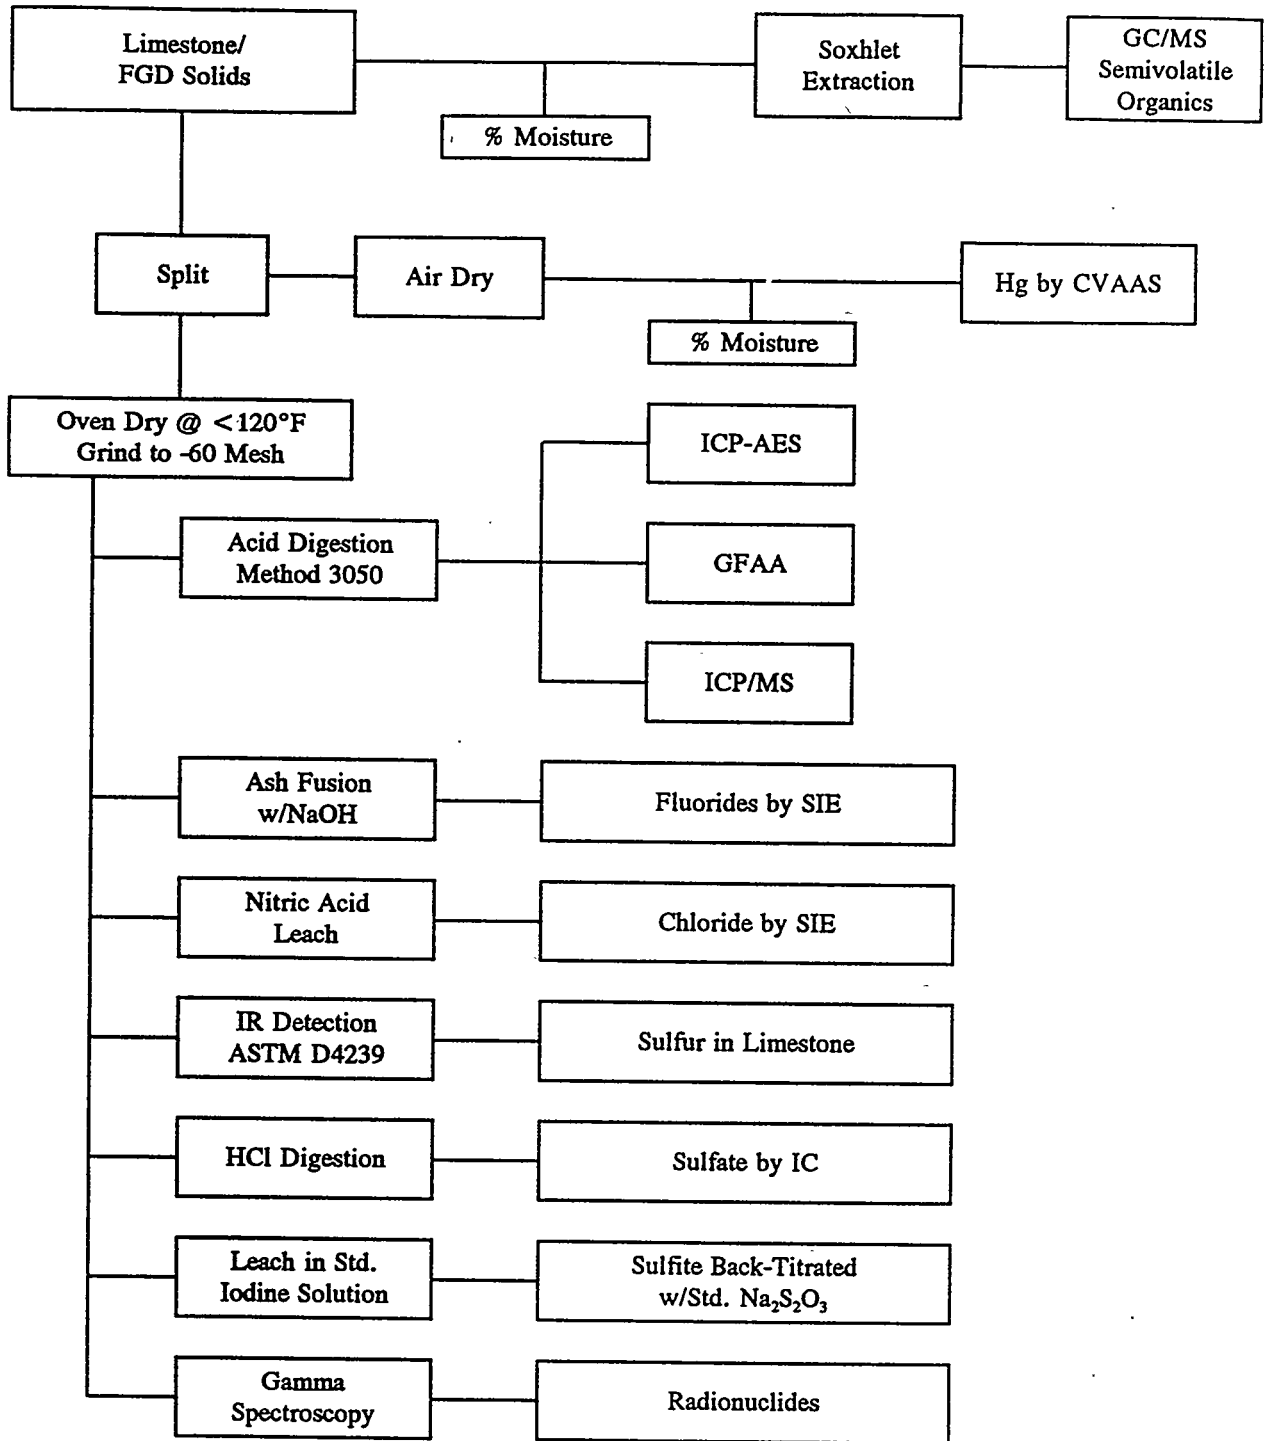 Limestone/
FGD Solids
Soxhlet
Extraction
GC/MS
Semivolatile
Organics
% Moisture
Split
Air Dry
Hg by CVAAS
% Moisture
Oven Dry @ <120°F
Grind to -60 Mesh
ICP-AES
Acid Digestion
Method 3050
GFAA
ICP/MS
Ash Fusion
w/NaOH
Fluorides by SIE
Nitric Acid
Leach
Chloride by SIE
IR Detection
ASTM D4239
Sulfur in Limestone
HCl Digestion
Sulfate by IC
Leach in Std.
Iodine Solution
Sulfite Back-Titrated
w/Std. Na₂S₂O₃
Gamma
Spectroscopy
Radionuclides